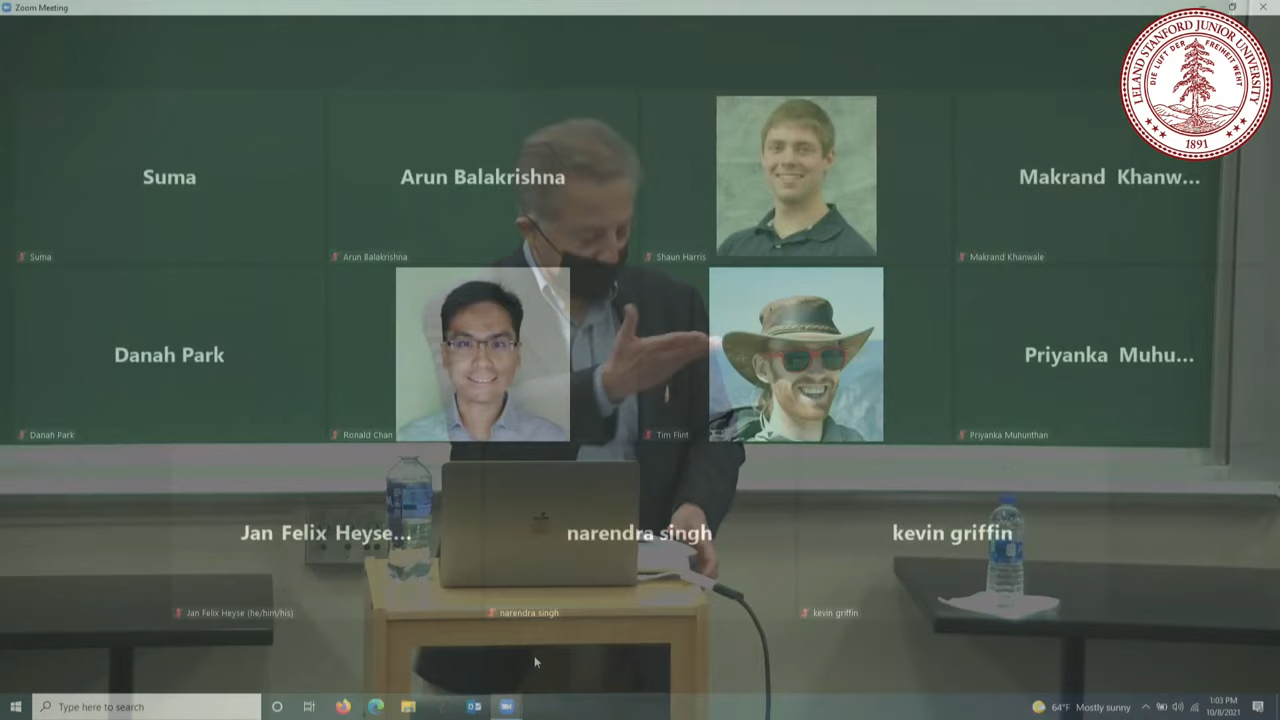 Zoom Meeting
LELAND STANFORD JUNIOR UNIVERSITY
DIE LUFT DER FREIHEIT WEHT
1891
Suma
Arun Balakrishna
Makrand Khanw...
Suma
Arun Balakrishna
Shaun Harris
Makrand Khanwale
Danah Park
Priyanka Muhu...
Danah Park
Ronald Chan
Tim Flint
Priyanka Muhunthan
Jan Felix Heyse...
narendra singh
kevin griffin
Jan Felix Heyse (he/him/his)
narendra singh
kevin griffin
Type here to search
64°F Mostly sunny
1:03 PM
10/8/2021